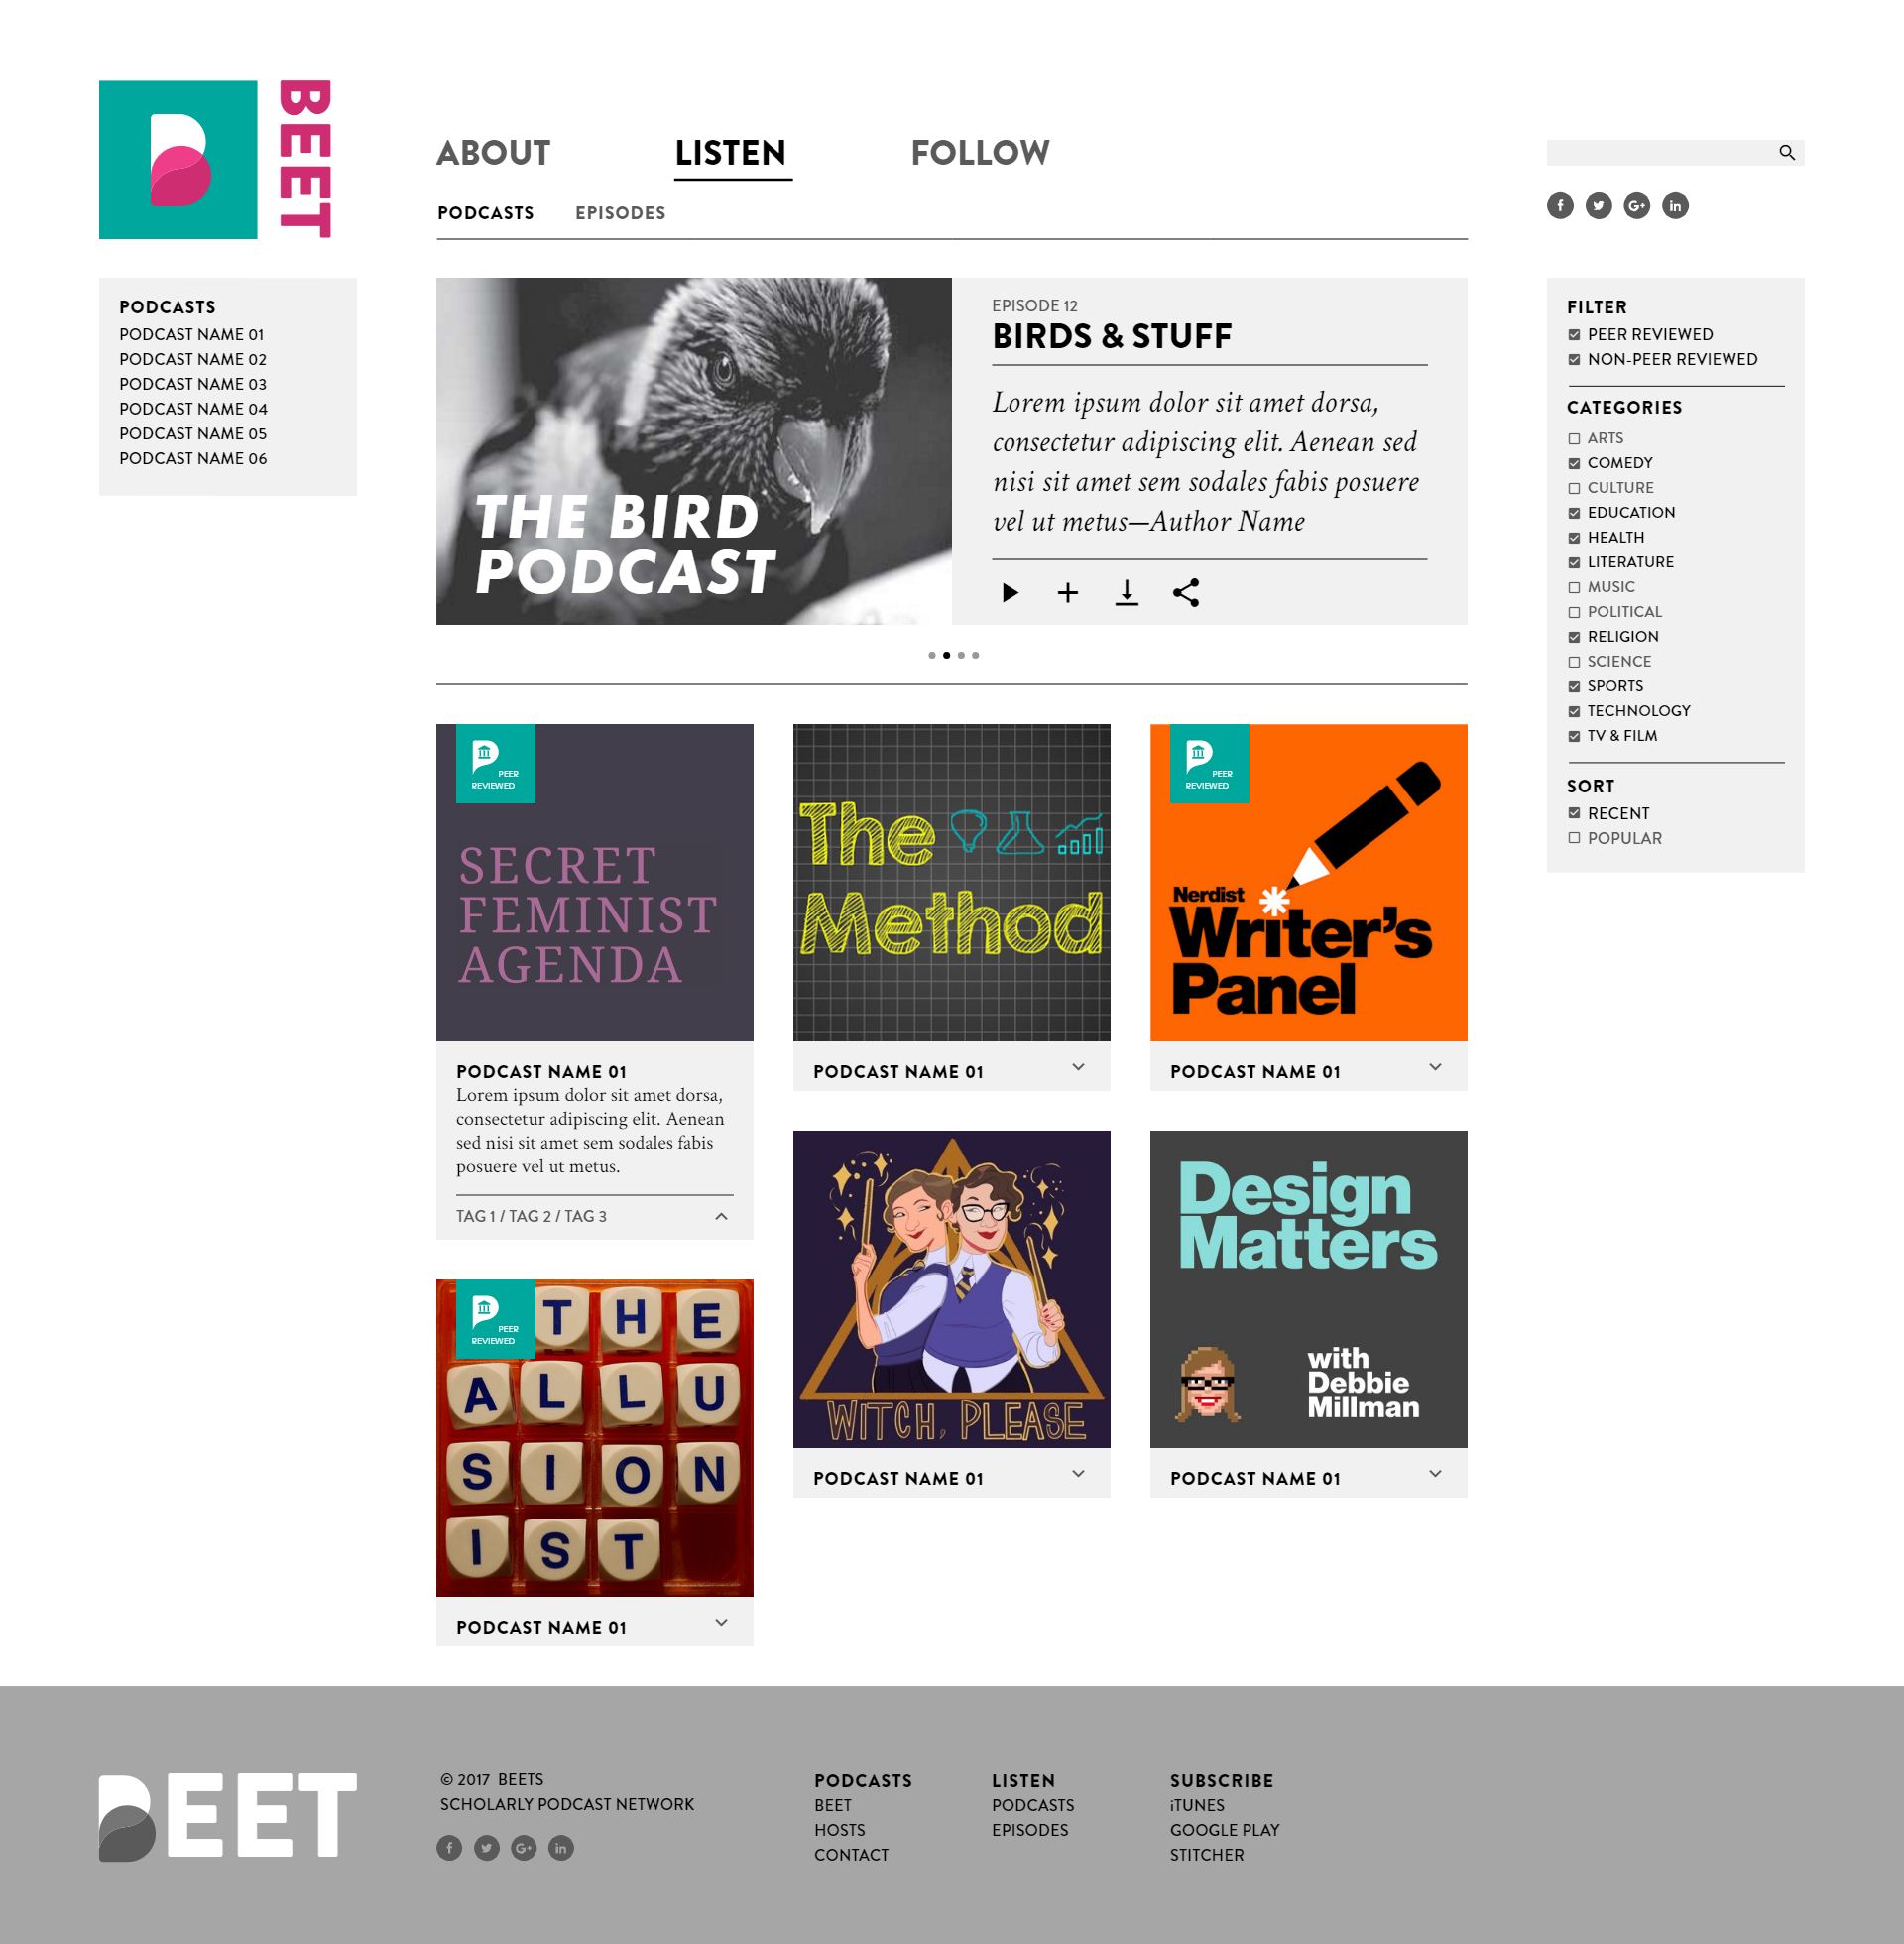 BEET
ABOUT
LISTEN
FOLLOW
PODCASTS
EPISODES
PODCASTS
PODCAST NAME 01
PODCAST NAME 02
PODCAST NAME 03
PODCAST NAME 04
PODCAST NAME 05
PODCAST NAME 06
THE BIRD
PODCAST
EPISODE 12
BIRDS & STUFF
Lorem ipsum dolor sit amet dorsa,
consectetur adipiscing elit. Aenean sed
nisi sit amet sem sodales fabis posuere
vel ut metus—Author Name
FILTER
PEER REVIEWED
NON-PEER REVIEWED
CATEGORIES
ARTS
COMEDY
CULTURE
EDUCATION
HEALTH
LITERATURE
MUSIC
POLITICAL
RELIGION
SCIENCE
SPORTS
TECHNOLOGY
TV & FILM
SORT
RECENT
POPULAR
PEER
REVIEWED
SECRET
FEMINIST
AGENDA
PODCAST NAME 01
Lorem ipsum dolor sit amet dorsa,
consectetur adipiscing elit. Aenean
sed nisi sit amet sem sodales fabis
posuere vel ut metus.
TAG 1 / TAG 2 / TAG 3
The
Method
PODCAST NAME 01
PEER
REVIEWED
Nerdist
Writer's
Panel
PODCAST NAME 01
PEER
REVIEWED
THE
ALLU
SION
IST
PODCAST NAME 01
WITCH, PLEASE
PODCAST NAME 01
Design
Matters
with
Debbie
Millman
PODCAST NAME 01
BEET
© 2017 BEETS
SCHOLARLY PODCAST NETWORK
PODCASTS
BEET
HOSTS
CONTACT
LISTEN
PODCASTS
EPISODES
SUBSCRIBE
iTUNES
GOOGLE PLAY
STITCHER